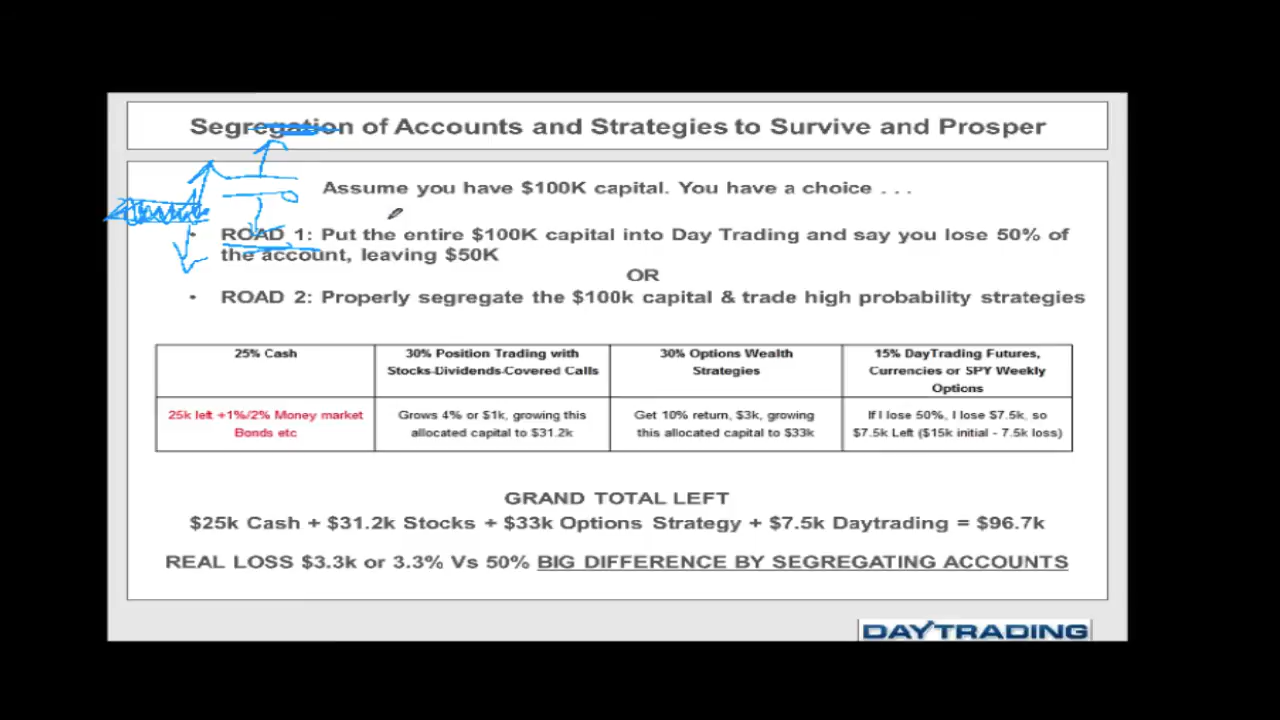 Segregation of Accounts and Strategies to Survive and Prosper
Assume you have $100K capital. You have a choice . . .
• ROAD 1: Put the entire $100K capital into Day Trading and say you lose 50% of
the account, leaving $50K
OR
• ROAD 2: Properly segregate the $100k capital & trade high probability strategies
25% Cash
30% Position Trading with
Stocks-Dividends-Covered Calls
30% Options Wealth
Strategies
15% DayTrading Futures,
Currencies or SPY Weekly
Options
25k left +1%/2% Money market
Bonds etc
Grows 4% or $1k, growing this
allocated capital to $31.2k
Get 10% return, $3k, growing
this allocated capital to $33k
If I lose 50%, I lose $7.5k, so
$7.5k Left ($15k initial - 7.5k loss)
GRAND TOTAL LEFT
$25k Cash + $31.2k Stocks + $33k Options Strategy + $7.5k Daytrading = $96.7k
REAL LOSS $3.3k or 3.3% Vs 50% BIG DIFFERENCE BY SEGREGATING ACCOUNTS
DAYTRADING